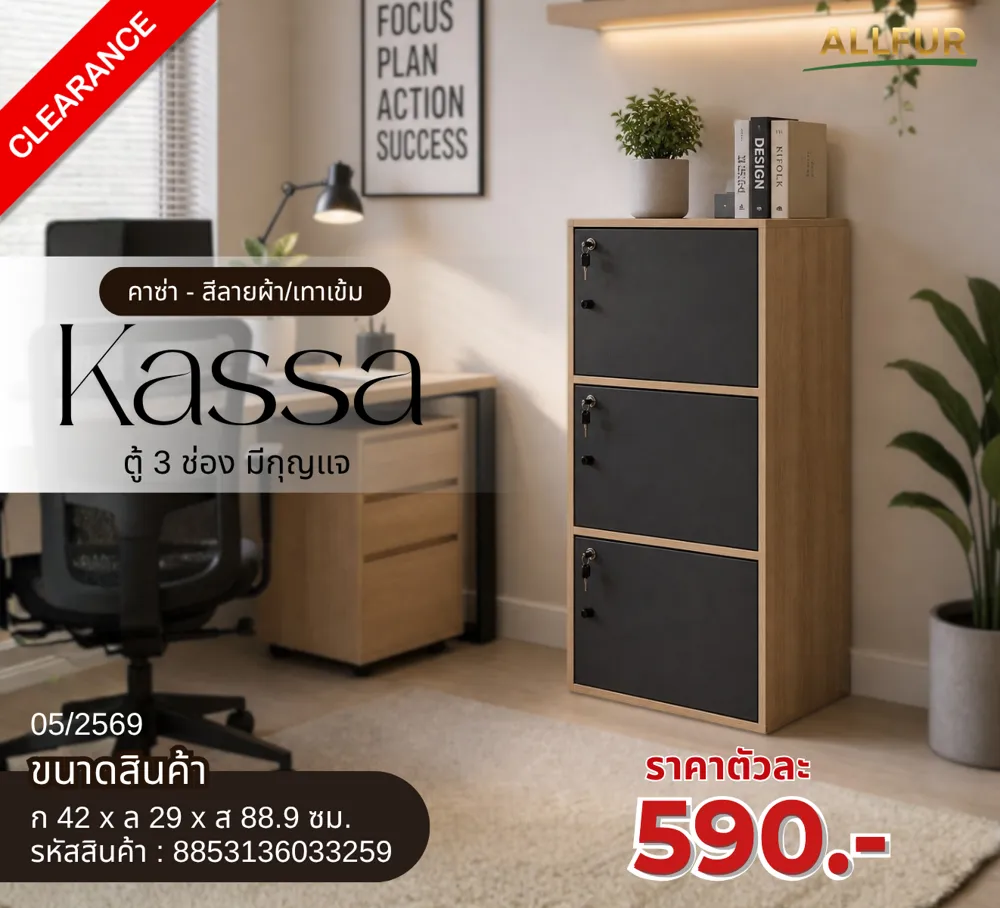 CLEARANCE
FOCUS
PLAN
ACTION
SUCCESS
ALLFUR
DESIGN
KIFOLK
คาซ่า - สีลายผ้า/เทาเข้ม
Kassa
ตู้ 3 ช่อง มีกุญแจ
05/2569
ขนาดสินค้า
ก 42 x ล 29 x ส 88.9 ซม.
รหัสสินค้า : 8853136033259
ราคาตัวละ
590.-